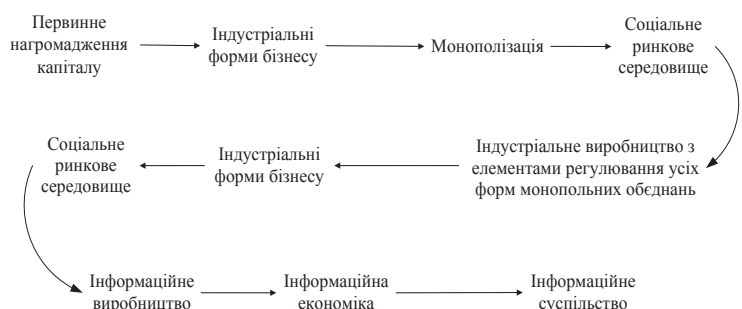 Первинне
нагромадження
капіталу
Індустріальні
форми бізнесу
Монополізація
Соціальне
ринкове
середовище
Індустріальне виробництво з
елементами регулювання усіх
форм монопольних обєднань
Індустріальні
форми бізнесу
Соціальне
ринкове
середовище
Інформаційне
виробництво
Інформаційна
економіка
Інформаційне
суспільство